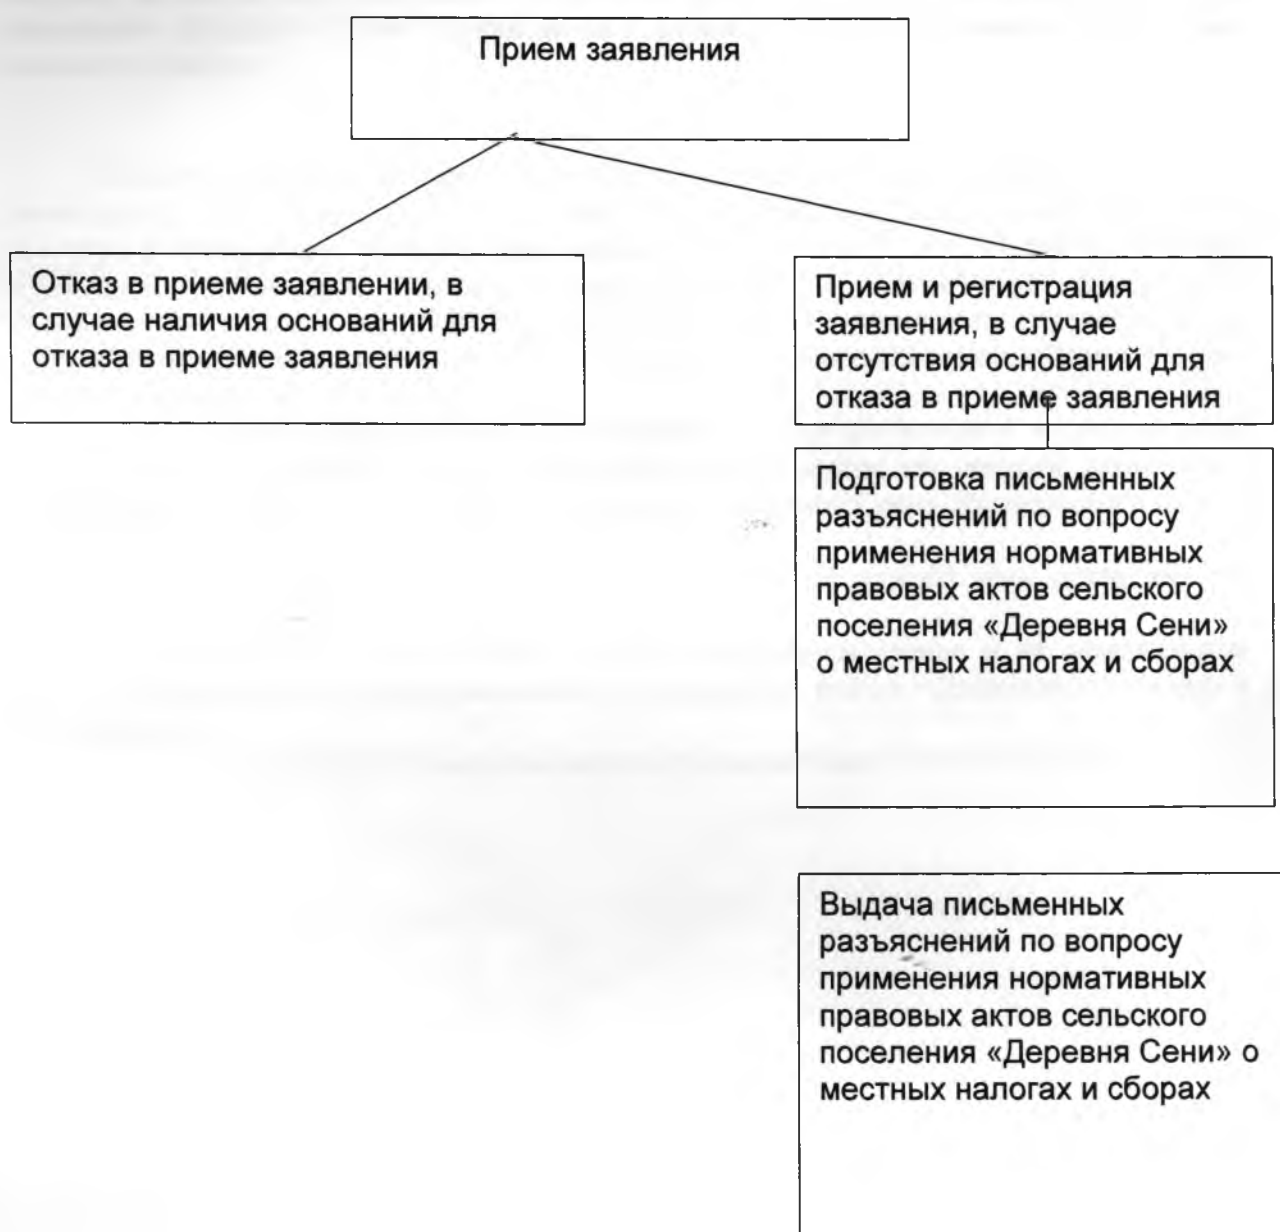 Прием заявления
Отказ в приеме заявлении, в
случае наличия оснований для
отказа в приеме заявления
Прием и регистрация
заявления, в случае
отсутствия оснований для
отказа в приеме заявления
Подготовка письменных
разъяснений по вопросу
применения нормативных
правовых актов сельского
поселения «Деревня Сени»
о местных налогах и сборах
Выдача письменных
разъяснений по вопросу
применения нормативных
правовых актов сельского
поселения «Деревня Сени» о
местных налогах и сборах